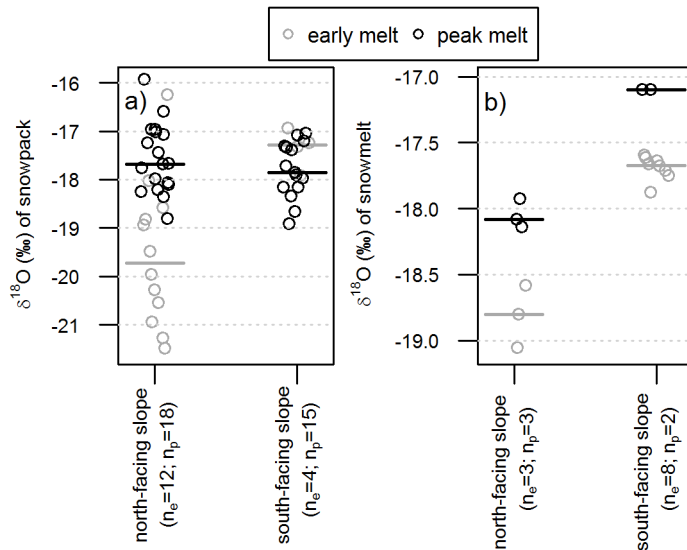 early melt peak melt
a)
-16
-17
-18
-19
-20
-21
δ¹⁸O (‰) of snowpack
north-facing slope
(nₑ=12; nₚ=18)
south-facing slope
(nₑ=4; nₚ=15)
b)
-17.0
-17.5
-18.0
-18.5
-19.0
δ¹⁸O (‰) of snowmelt
north-facing slope
(nₑ=3; nₚ=3)
south-facing slope
(nₑ=8; nₚ=2)